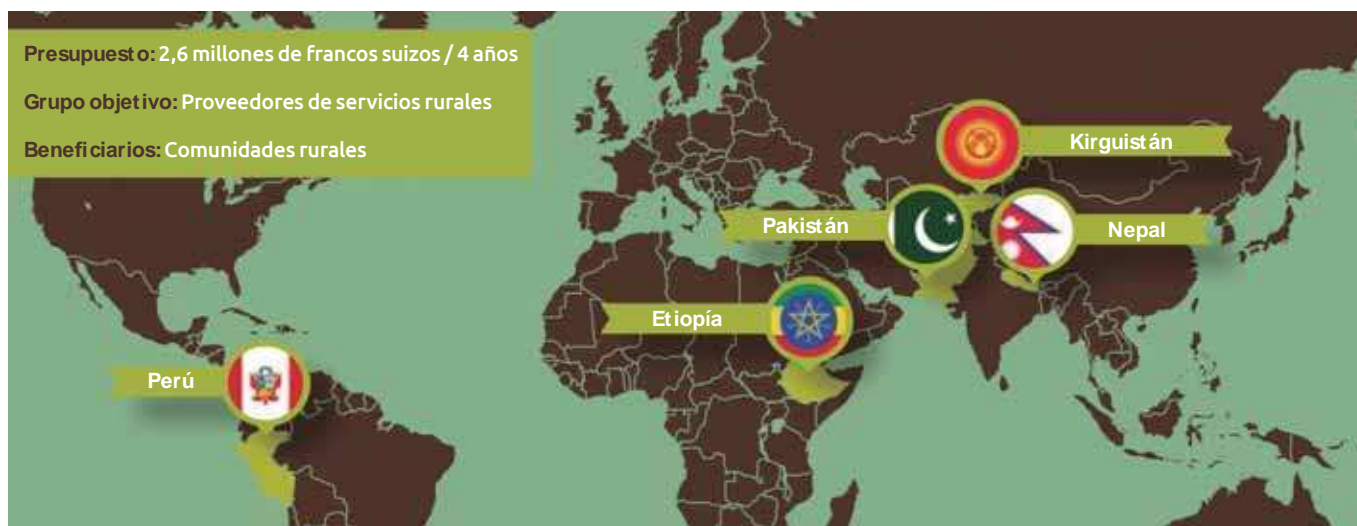 Presupuesto: 2,6 millones de francos suizos / 4 años
Grupo objetivo: Proveedores de servicios rurales
Beneficiarios: Comunidades rurales
Kirguistán
Pakistán
Nepal
Etiopía
Perú